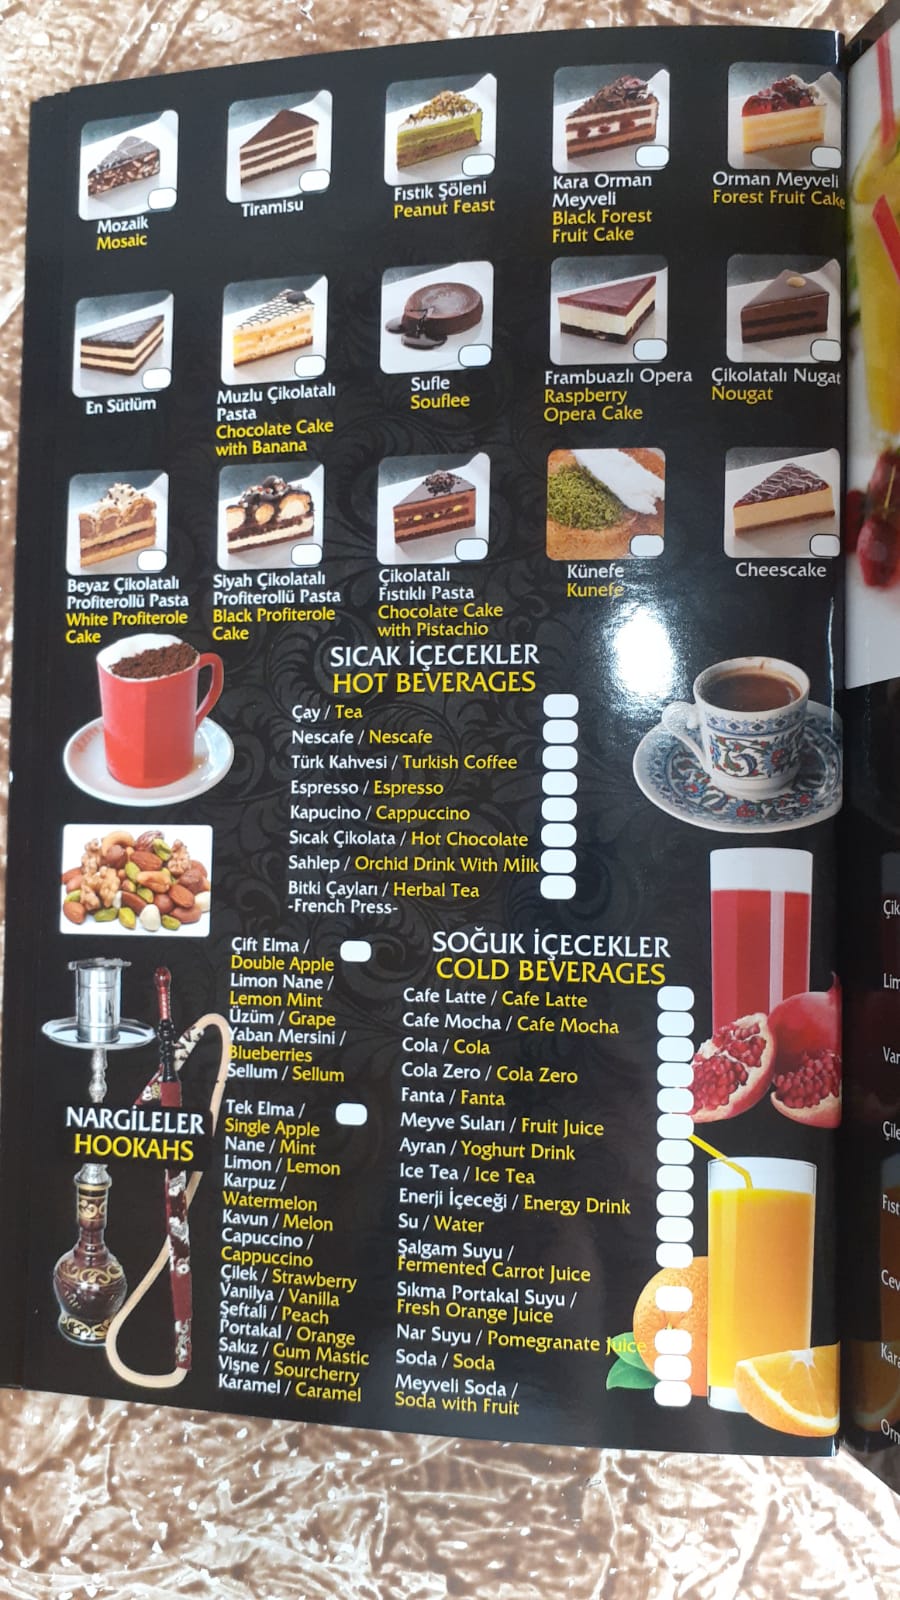 Mozaik
Mosaic
Tiramisu
Fıstık Şöleni
Peanut Feast
Kara Orman
Meyveli
Black Forest
Fruit Cake
Orman Meyveli
Forest Fruit Cake
En Sütlüm
Muzlu Çikolatalı
Pasta
Chocolate Cake
with Banana
Sufle
Souflee
Frambuazlı Opera
Raspberry
Opera Cake
Çikolatalı Nugat
Nougat
Beyaz Çikolatalı
Profiterollü Pasta
White Profiterole
Cake
Siyah Çikolatalı
Profiterollü Pasta
Black Profiterole
Cake
Çikolatalı
Fıstıklı Pasta
Chocolate Cake
with Pistachio
Künefe
Kunefe
Cheescake
SICAK İÇECEKLER
HOT BEVERAGES
Çay / Tea
Nescafe / Nescafe
Türk Kahvesi / Turkish Coffee
Espresso / Espresso
Kapucino / Cappuccino
Sıcak Çikolata / Hot Chocolate
Sahlep / Orchid Drink With Mİlk
Bitki Çayları / Herbal Tea
-French Press-
NARGİLELER
HOOKAHS
Çift Elma /
Double Apple
Limon Nane /
Lemon Mint
Üzüm / Grape
Yaban Mersini /
Blueberries
Sellum / Sellum
Tek Elma /
Single Apple
Nane / Mint
Limon / Lemon
Karpuz /
Watermelon
Kavun / Melon
Capuccino /
Cappuccino
Çilek / Strawberry
Vanilya / Vanilla
Şeftali / Peach
Portakal / Orange
Sakız / Gum Mastic
Vişne / Sourcherry
Karamel / Caramel
SOĞUK İÇECEKLER
COLD BEVERAGES
Cafe Latte / Cafe Latte
Cafe Mocha / Cafe Mocha
Cola / Cola
Cola Zero / Cola Zero
Fanta / Fanta
Meyve Suları / Fruit Juice
Ayran / Yoghurt Drink
Ice Tea / Ice Tea
Enerji İçeceği / Energy Drink
Su / Water
Şalgam Suyu /
Fermented Carrot Juice
Sıkma Portakal Suyu /
Fresh Orange Juice
Nar Suyu / Pomegranate Juice
Soda / Soda
Meyveli Soda /
Soda with Fruit